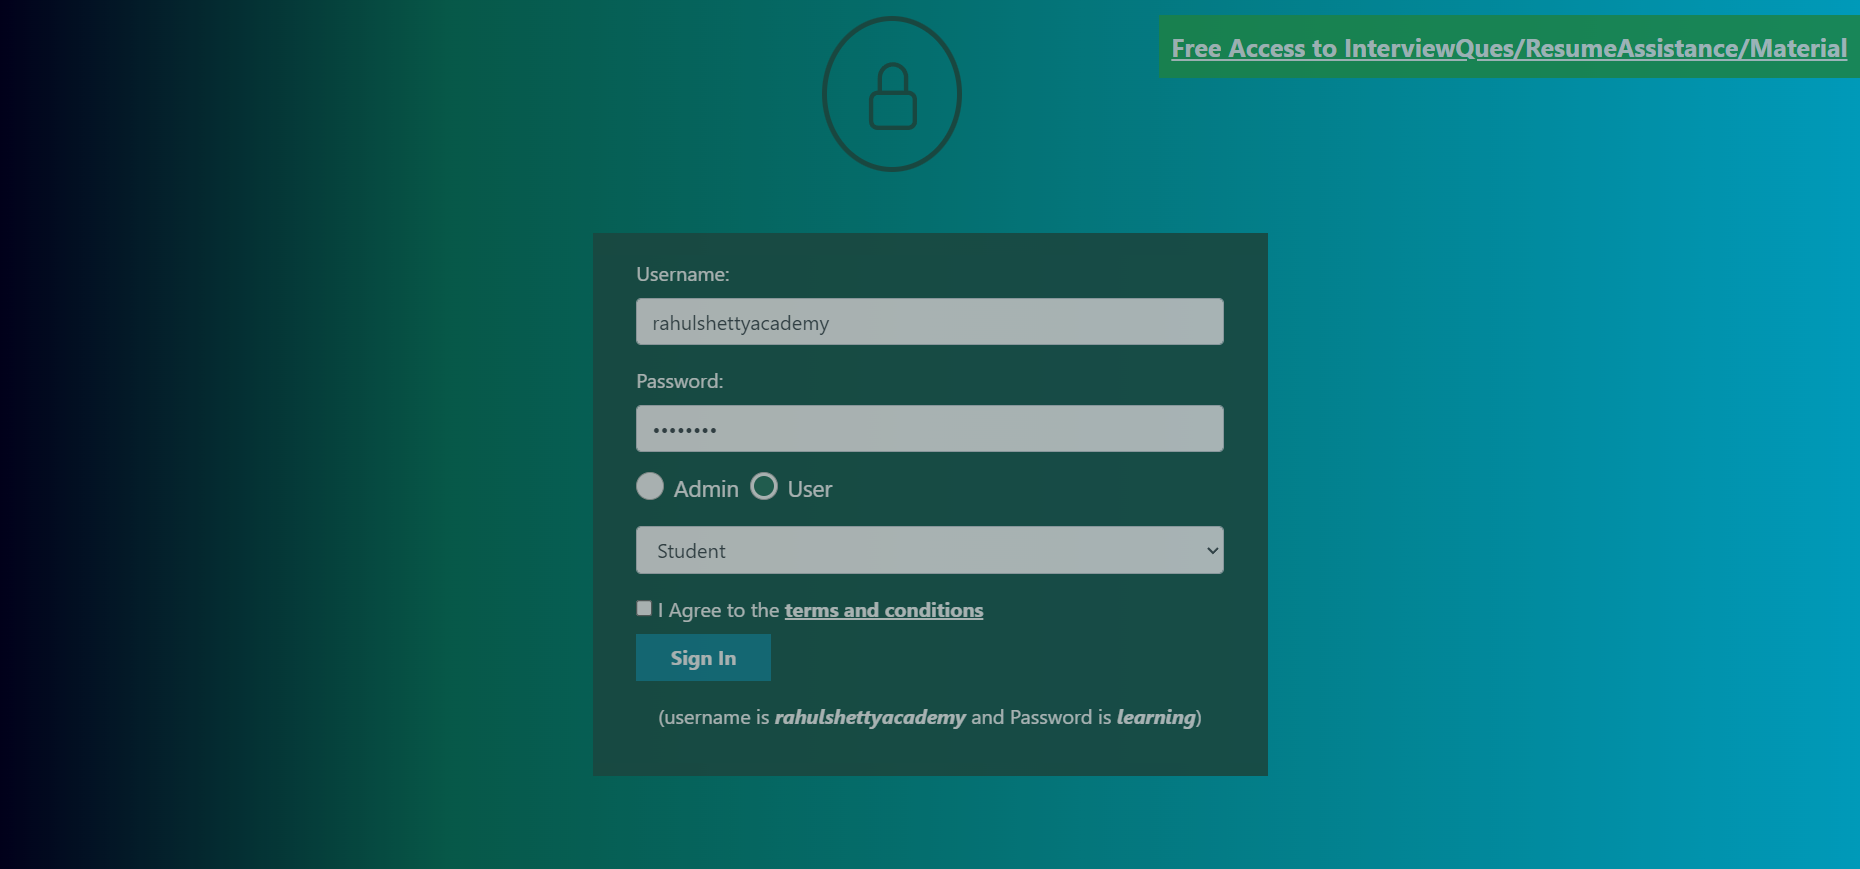 Free Access to InterviewQues/ResumeAssistance/Material
Username:
rahulshettyacademy
Password:
••••••••
Admin User
Student
I Agree to the terms and conditions
Sign In
(username is rahulshettyacademy and Password is learning)